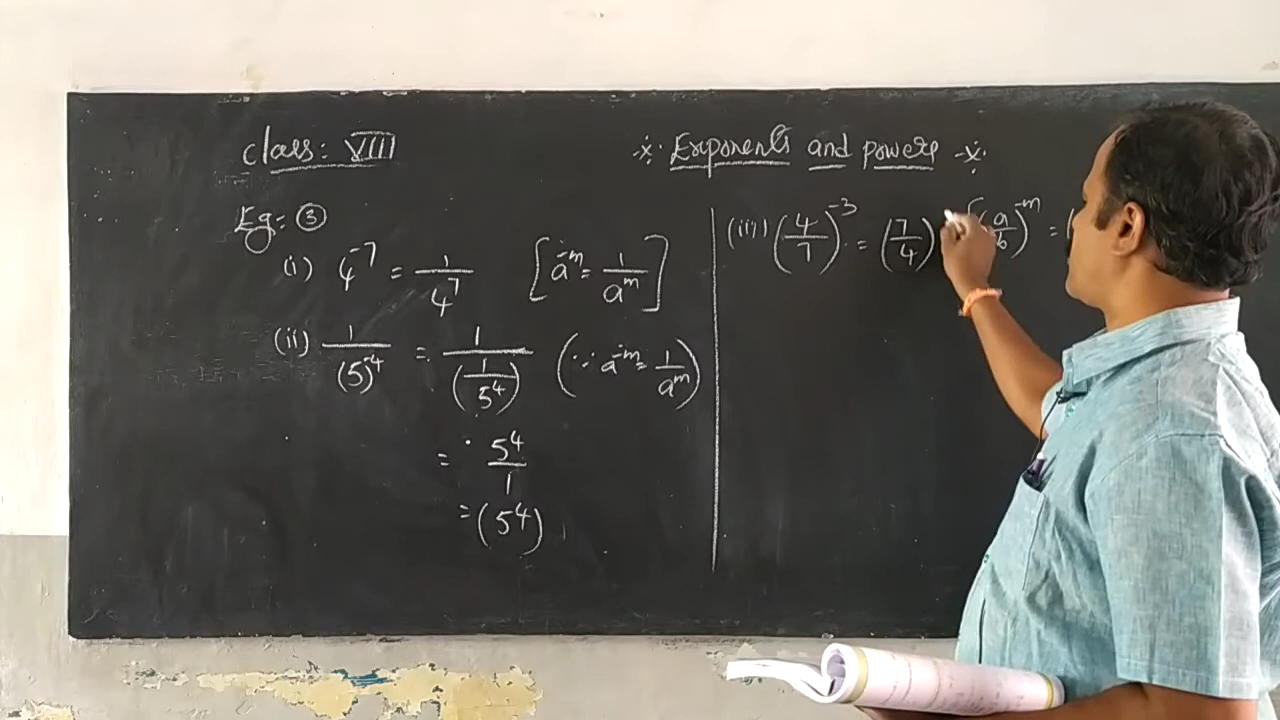 class: VIII
·x· Exponents and powers ·x·
Eg: ③
(i) 4⁻⁷ = 1/4⁷ [a⁻ᵐ = 1/aᵐ]
(ii) 1/(5)⁻⁴ = 1/(1/5⁴) (∵ a⁻ᵐ = 1/aᵐ)
= 5⁴/1
= (5⁴)
(iii) (4/7)⁻³ = (7/4) [(a/b)⁻ᵐ = (